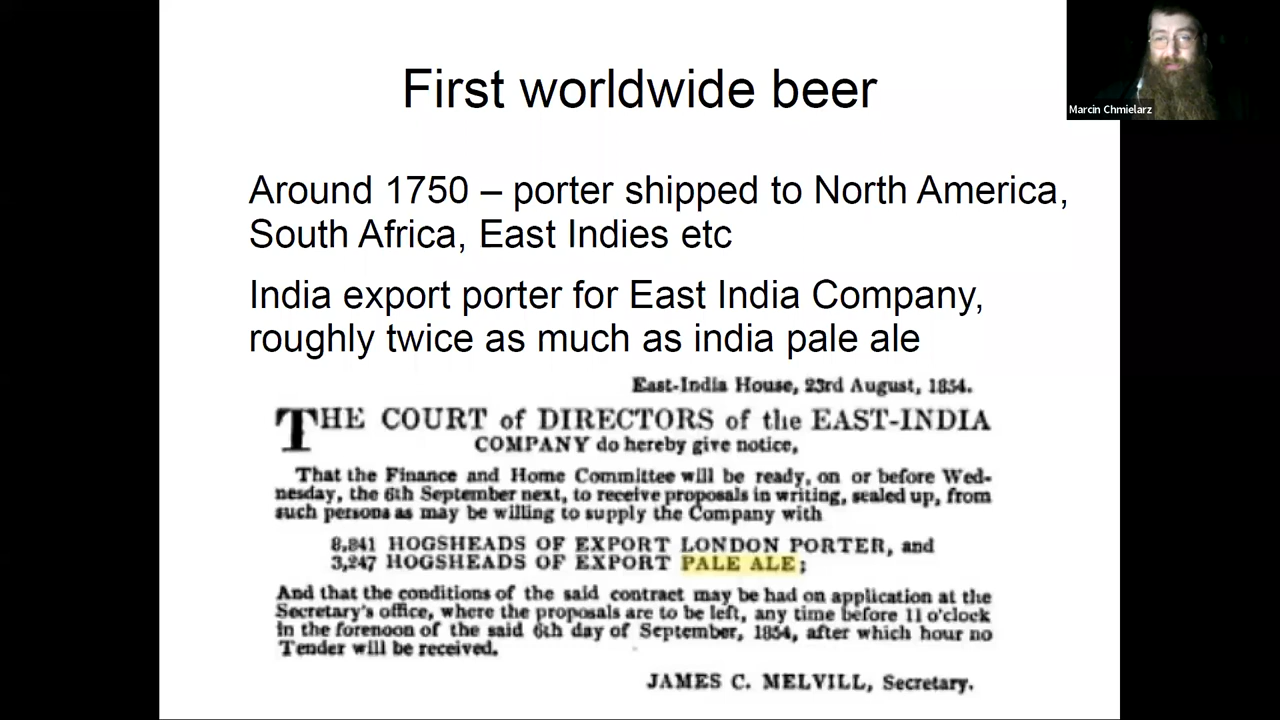 First worldwide beer
Marcin Chmielarz
Around 1750 – porter shipped to North America,
South Africa, East Indies etc
India export porter for East India Company,
roughly twice as much as india pale ale
East-India House, 23rd August, 1854.
THE COURT of DIRECTORS of the EAST-INDIA
COMPANY do hereby give notice,
That the Finance and Home Committee will be ready, on or before Wed-
nesday, the 6th September next, to receive proposals in writing, sealed up, from
such persons as may be willing to supply the Company with
8,841 HOGSHEADS OF EXPORT LONDON PORTER, and
3,247 HOGSHEADS OF EXPORT PALE ALE;
And that the conditions of the said contract may be had on application at the
Secretary's office, where the proposals are to be left, any time before 11 o'clock
in the forenoon of the said 6th day of September, 1854, after which hour no
Tender will be received.
JAMES C. MELVILL, Secretary.